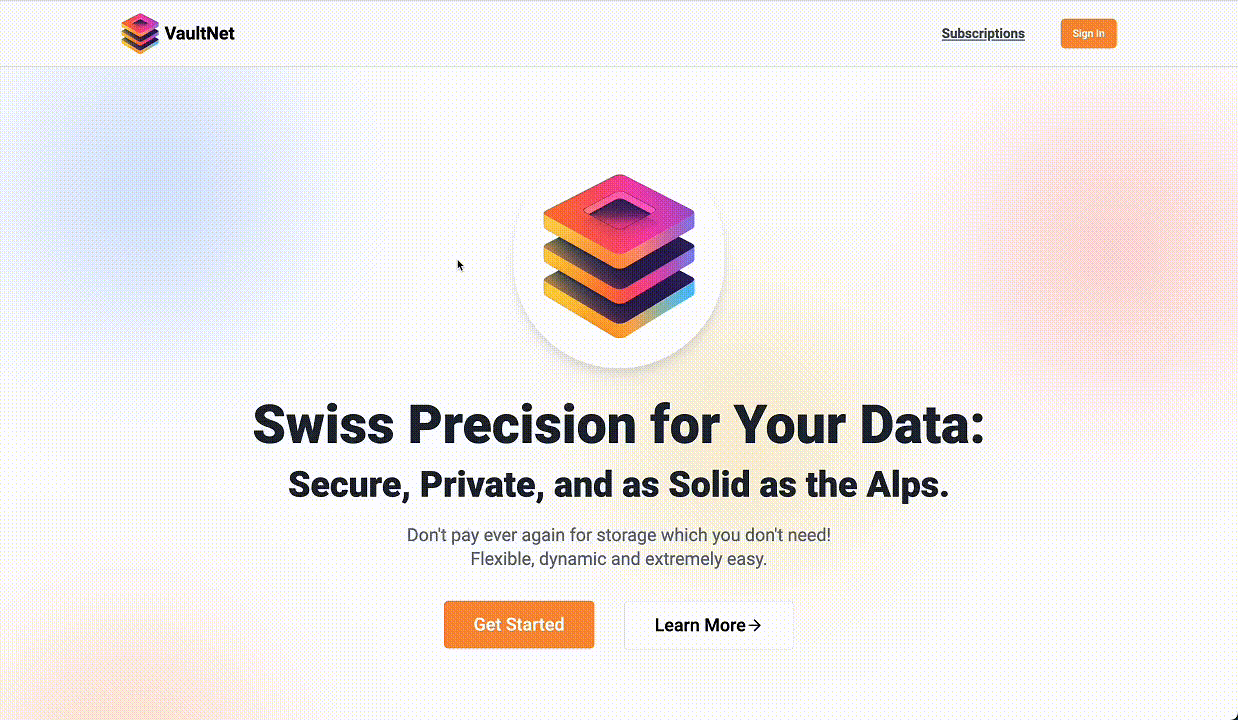 VaultNet
Subscriptions
Sign In
Swiss Precision for Your Data:
Secure, Private, and as Solid as the Alps.
Don't pay ever again for storage which you don't need!
Flexible, dynamic and extremely easy.
Get Started
Learn More→